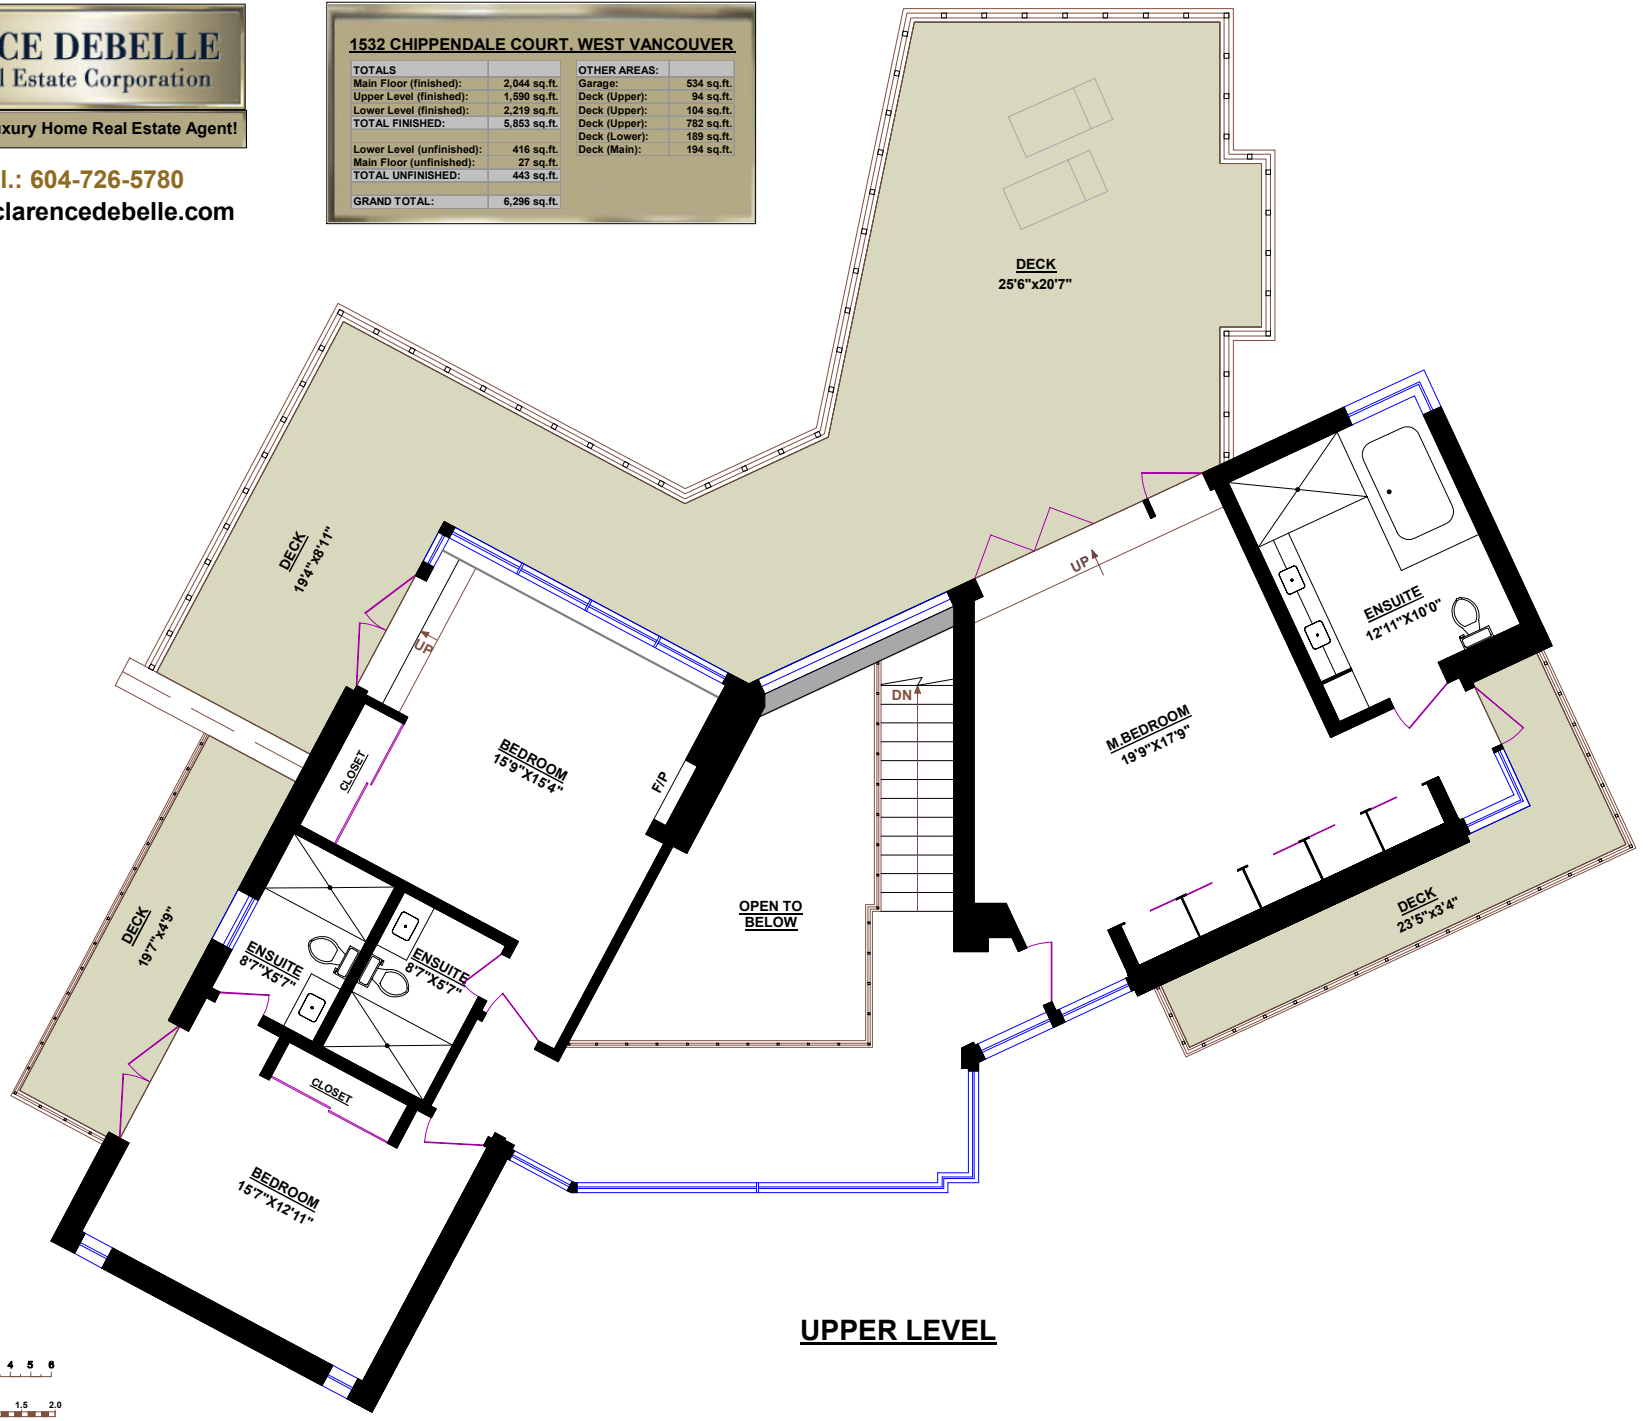 CE DEBELLE
l Estate Corporation
uxury Home Real Estate Agent!
l.: 604-726-5780
clarencedebelle.com
1532 CHIPPENDALE COURT, WEST VANCOUVER
TOTALS
Main Floor (finished): 2,044 sq.ft.
Upper Level (finished): 1,590 sq.ft.
Lower Level (finished): 2,219 sq.ft.
TOTAL FINISHED: 5,853 sq.ft.
Lower Level (unfinished): 416 sq.ft.
Main Floor (unfinished): 27 sq.ft.
TOTAL UNFINISHED: 443 sq.ft.
GRAND TOTAL: 6,296 sq.ft.
OTHER AREAS:
Garage: 534 sq.ft.
Deck (Upper): 94 sq.ft.
Deck (Upper): 104 sq.ft.
Deck (Upper): 782 sq.ft.
Deck (Lower): 189 sq.ft.
Deck (Main): 194 sq.ft.
DECK
25'6"x20'7"
DECK
19'4"x8'11"
UP
UP
ENSUITE
12'11"X10'0"
DN
M.BEDROOM
19'9"X17'9"
BEDROOM
15'9"X15'4"
CLOSET
F/P
DECK
19'7"x4'9"
OPEN TO
BELOW
DECK
23'5"x3'4"
ENSUITE
8'7"X5'7"
ENSUITE
8'7"X5'7"
CLOSET
BEDROOM
15'7"X12'11"
UPPER LEVEL
4 5 6
1.5 2.0